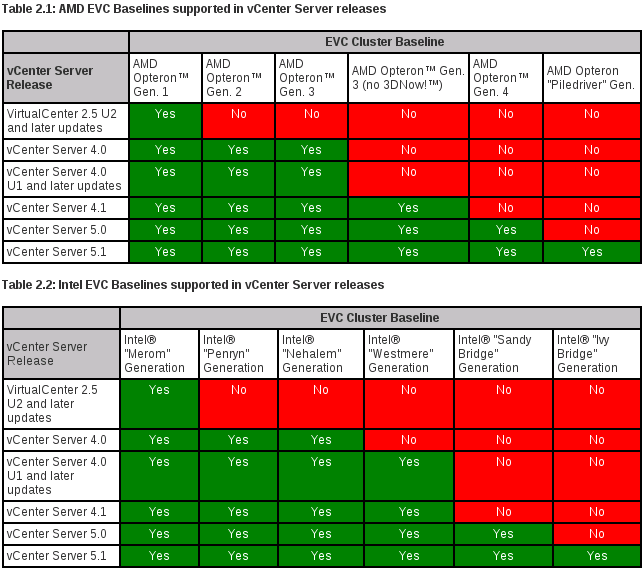 Table 2.1: AMD EVC Baselines supported in vCenter Server releases
EVC Cluster Baseline
vCenter Server
Release
AMD
Opteron™
Gen. 1
AMD
Opteron™
Gen. 2
AMD
Opteron™
Gen. 3
AMD Opteron™ Gen.
3 (no 3DNow!™)
AMD
Opteron™
Gen. 4
AMD Opteron
"Piledriver" Gen.
VirtualCenter 2.5 U2
and later updates
Yes No No No No No
vCenter Server 4.0 Yes Yes Yes No No No
vCenter Server 4.0
U1 and later updates
Yes Yes Yes No No No
vCenter Server 4.1 Yes Yes Yes Yes No No
vCenter Server 5.0 Yes Yes Yes Yes Yes No
vCenter Server 5.1 Yes Yes Yes Yes Yes Yes
Table 2.2: Intel EVC Baselines supported in vCenter Server releases
EVC Cluster Baseline
vCenter Server
Release
Intel®
"Merom"
Generation
Intel®
"Penryn"
Generation
Intel®
"Nehalem"
Generation
Intel®
"Westmere"
Generation
Intel® "Sandy
Bridge"
Generation
Intel® "Ivy
Bridge"
Generation
VirtualCenter 2.5
U2 and later
updates
Yes No No No No No
vCenter Server 4.0 Yes Yes Yes No No No
vCenter Server 4.0
U1 and later
updates
Yes Yes Yes Yes No No
vCenter Server 4.1 Yes Yes Yes Yes No No
vCenter Server 5.0 Yes Yes Yes Yes Yes No
vCenter Server 5.1 Yes Yes Yes Yes Yes Yes